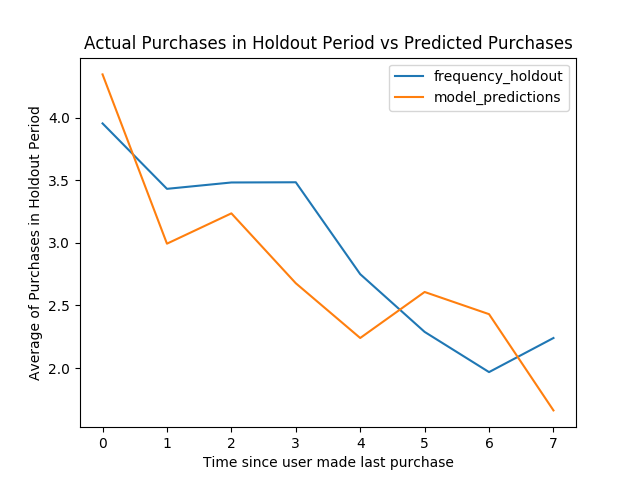 Actual Purchases in Holdout Period vs Predicted Purchases
frequency_holdout
model_predictions
Average of Purchases in Holdout Period
4.0
3.5
3.0
2.5
2.0
0 1 2 3 4 5 6 7
Time since user made last purchase